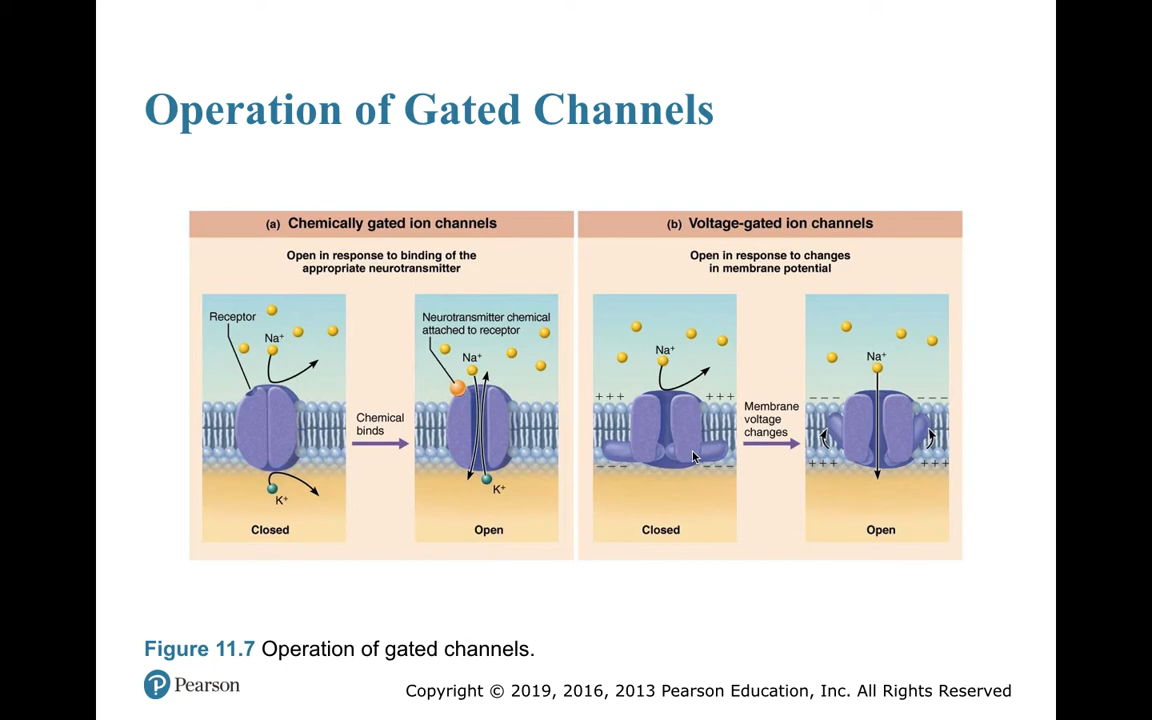 Operation of Gated Channels
(a) Chemically gated ion channels
Open in response to binding of the
appropriate neurotransmitter
Receptor
Na+
K+
Closed
Chemical
binds
Neurotransmitter chemical
attached to receptor
Na+
K+
Open
(b) Voltage-gated ion channels
Open in response to changes
in membrane potential
Na+
+++ +++
––– –––
Closed
Membrane
voltage
changes
Na+
––– –––
+++ +++
Open
Figure 11.7 Operation of gated channels.
P Pearson
Copyright © 2019, 2016, 2013 Pearson Education, Inc. All Rights Reserved